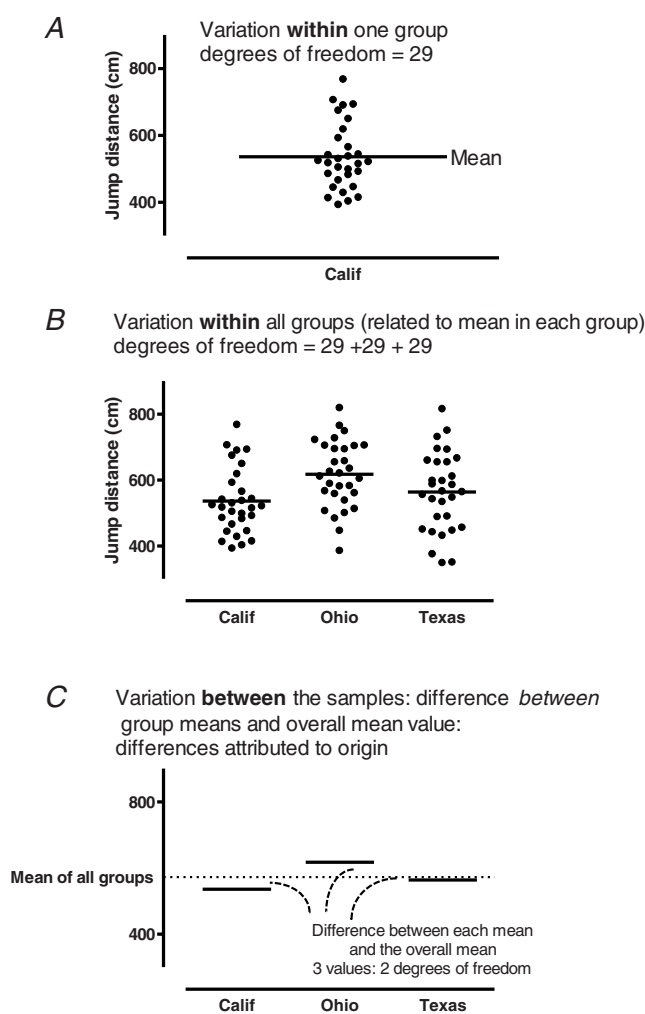 A
Variation within one group
degrees of freedom = 29
Jump distance (cm)
800
600
400
Mean
Calif
B
Variation within all groups (related to mean in each group)
degrees of freedom = 29 +29 + 29
Jump distance (cm)
800
600
400
Calif Ohio Texas
C
Variation between the samples: difference between
group means and overall mean value:
differences attributed to origin
800
Mean of all groups
400
Difference between each mean
and the overall mean
3 values: 2 degrees of freedom
Calif Ohio Texas